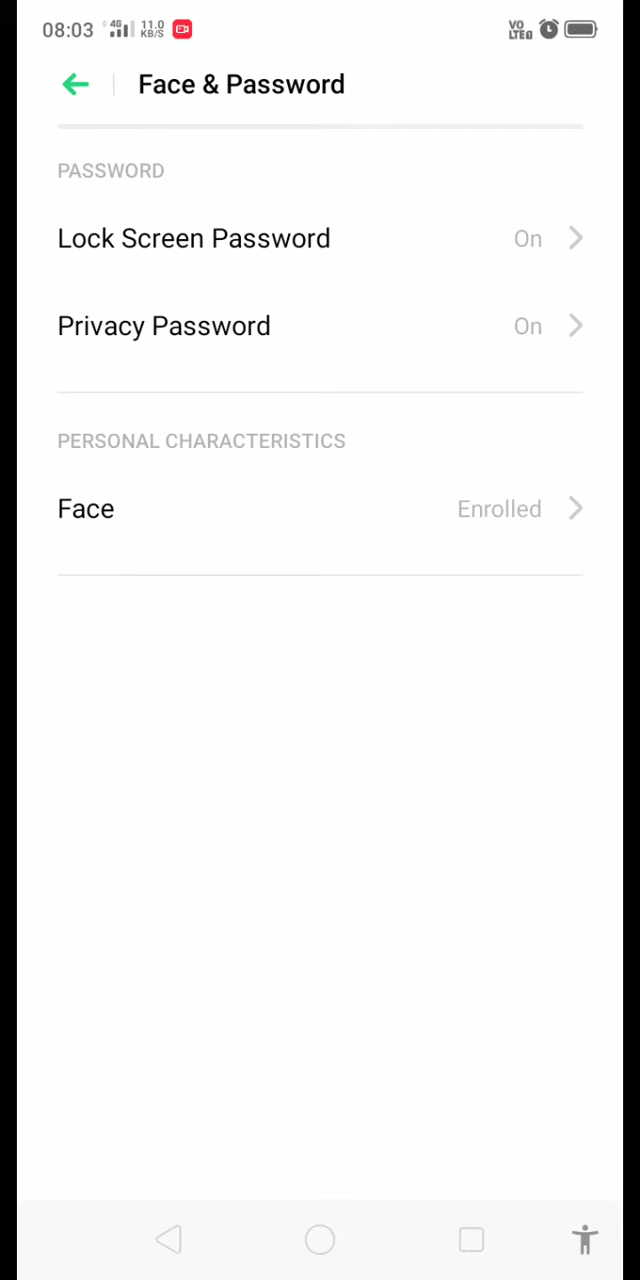 08:03 4G 11.0 KB/S VO LTE
Face & Password
PASSWORD
Lock Screen Password On
Privacy Password On
PERSONAL CHARACTERISTICS
Face Enrolled